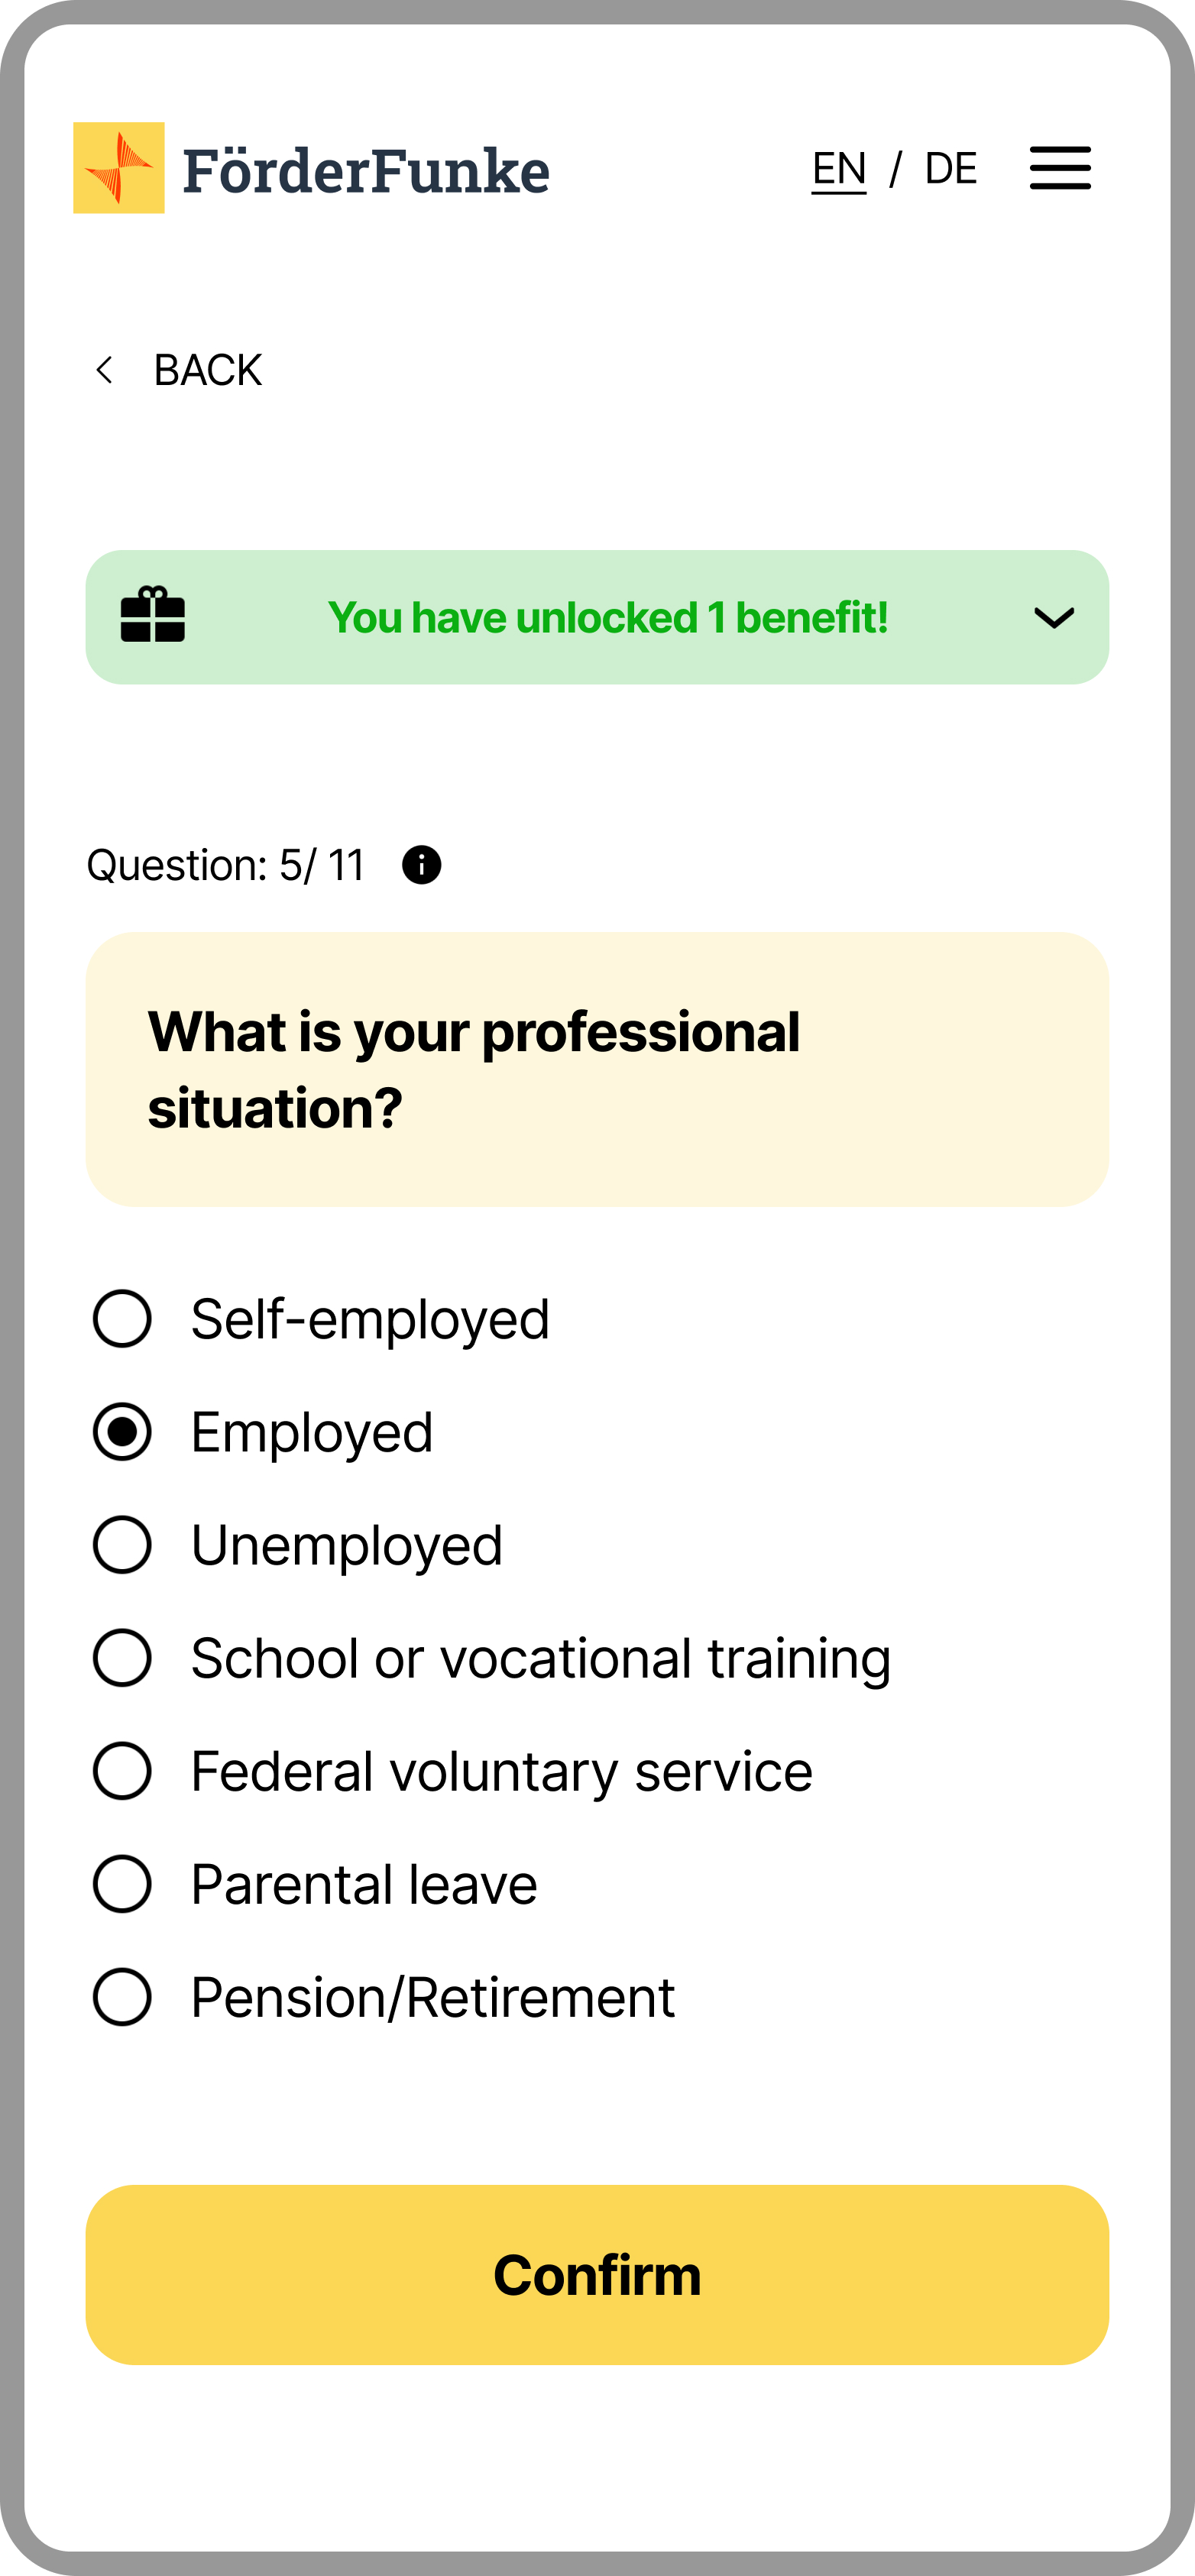 FörderFunke
EN / DE
BACK
You have unlocked 1 benefit!
Question: 5/ 11
What is your professional
situation?
Self-employed
Employed
Unemployed
School or vocational training
Federal voluntary service
Parental leave
Pension/Retirement
Confirm